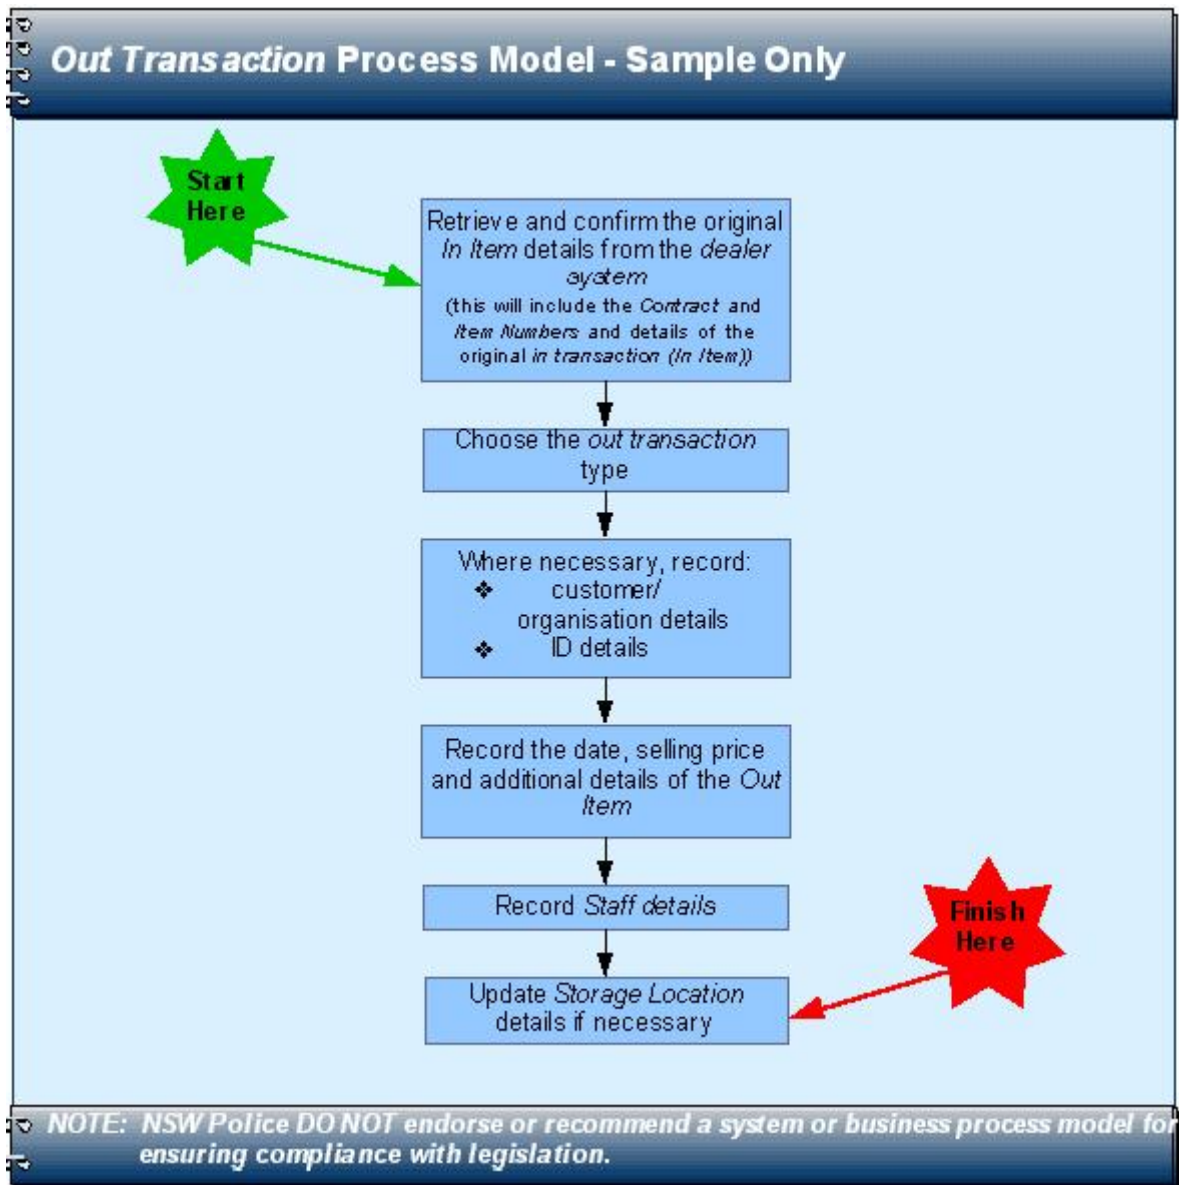 Out Transaction Process Model - Sample Only
Start
Here
Retrieve and confirm the original
In Item details from the dealer
system
(this will include the Contract and
Item Numbers and details of the
original in transaction (In Item))
Choose the out transaction
type
Where necessary, record:
❖ customer/
organisation details
❖ ID details
Record the date, selling price
and additional details of the Out
Item
Record Staff details
Finish
Here
Update Storage Location
details if necessary
NOTE: NSW Police DO NOT endorse or recommend a system or business process model for
ensuring compliance with legislation.